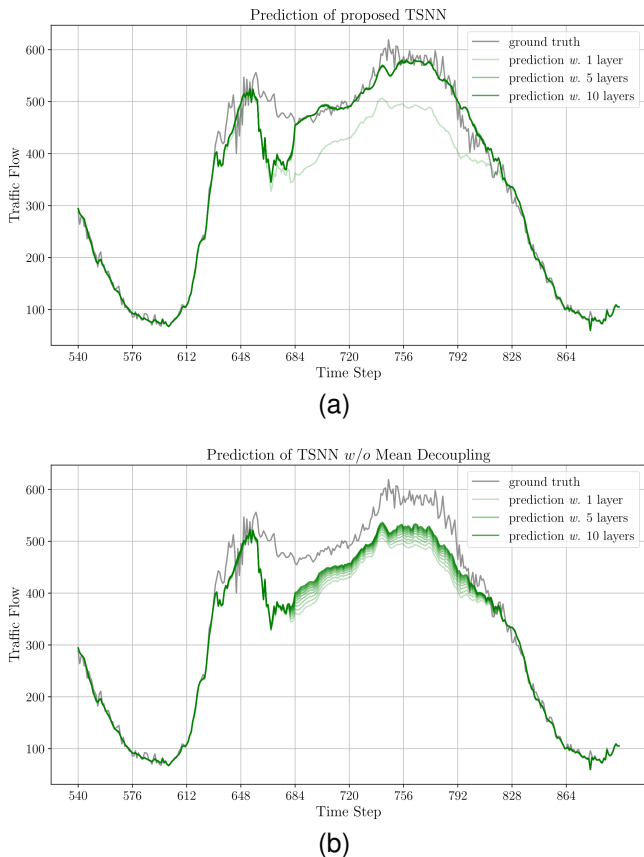 Prediction of proposed TSNN
ground truth
prediction w. 1 layer
prediction w. 5 layers
prediction w. 10 layers
Traffic Flow
600
500
400
300
200
100
540 576 612 648 684 720 756 792 828 864
Time Step
(a)
Prediction of TSNN w/o Mean Decoupling
ground truth
prediction w. 1 layer
prediction w. 5 layers
prediction w. 10 layers
Traffic Flow
600
500
400
300
200
100
540 576 612 648 684 720 756 792 828 864
Time Step
(b)